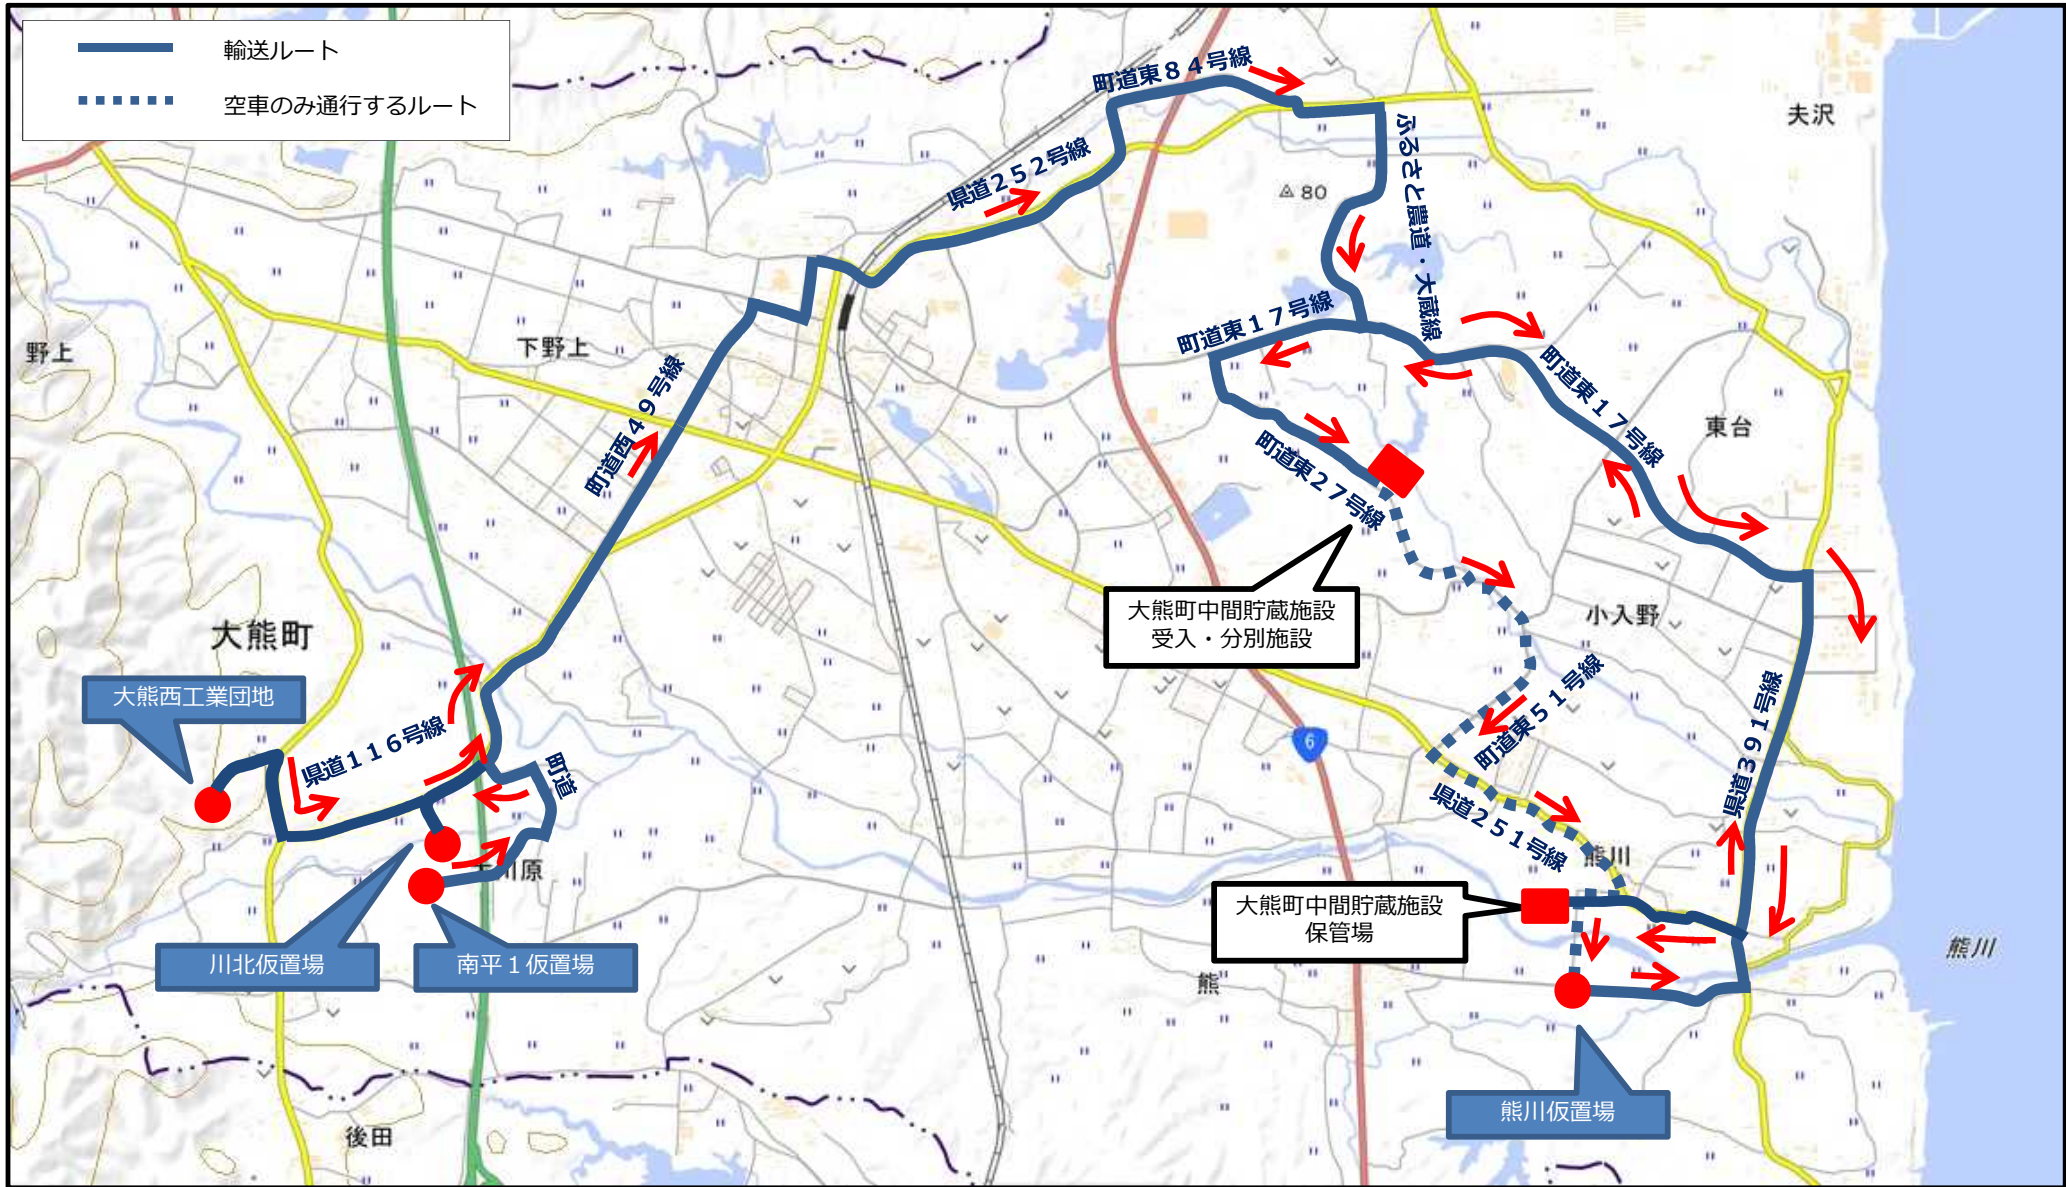 輸送ルート
空車のみ通行するルート
町道東８４号線
夫沢
ふるさと農道・大蔵線
県道２５２号線
80
町道東１７号線
野上
下野上
町道西４９号線
町道東１７号線
東台
町道東２７号線
大熊町中間貯蔵施設
受入・分別施設
小入野
大熊町
大熊西工業団地
県道１１６号線
町道
6
町道東５１号線
県道３９１号線
県道２５１号線
熊川
大熊町中間貯蔵施設
保管場
川原
川北仮置場
南平１仮置場
熊
熊川
熊川仮置場
後田